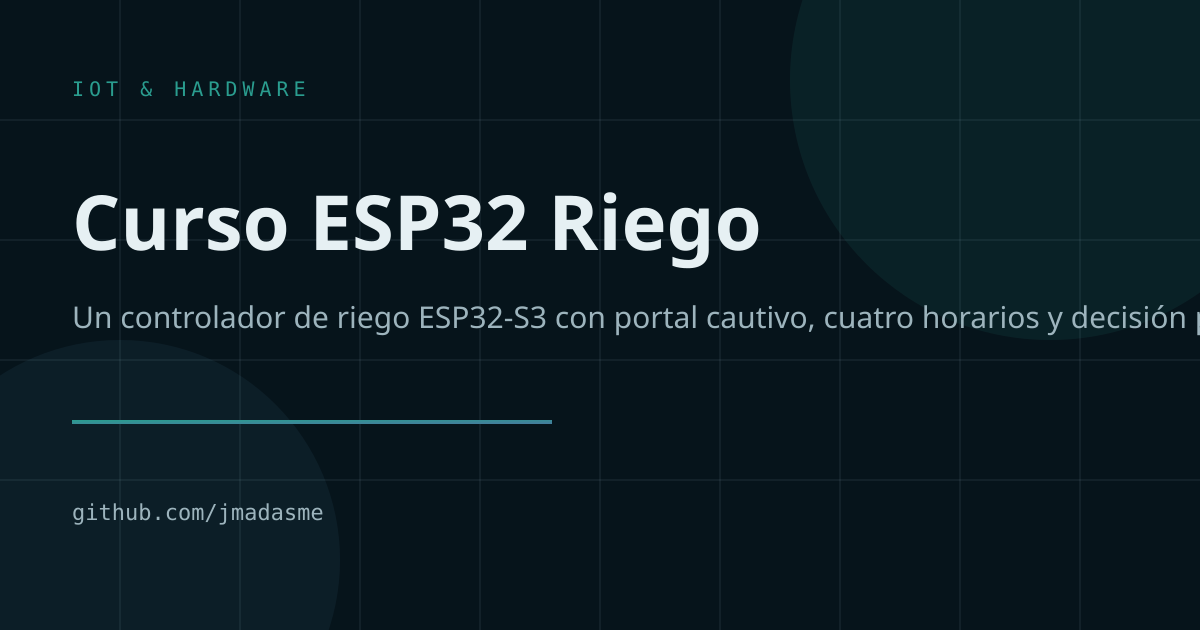 IOT & HARDWARE
Curso ESP32 Riego
Un controlador de riego ESP32-S3 con portal cautivo, cuatro horarios y decisión
github.com/jmadasme